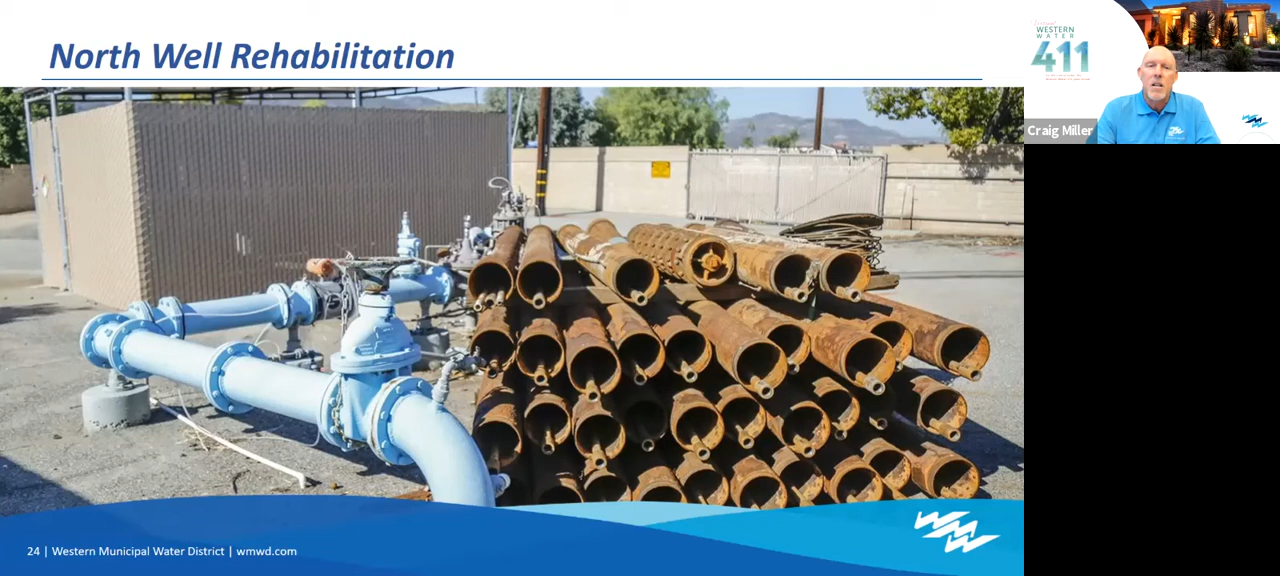 North Well Rehabilitation
WESTERN
WATER
411
Craig Miller
24 | Western Municipal Water District | wmwd.com